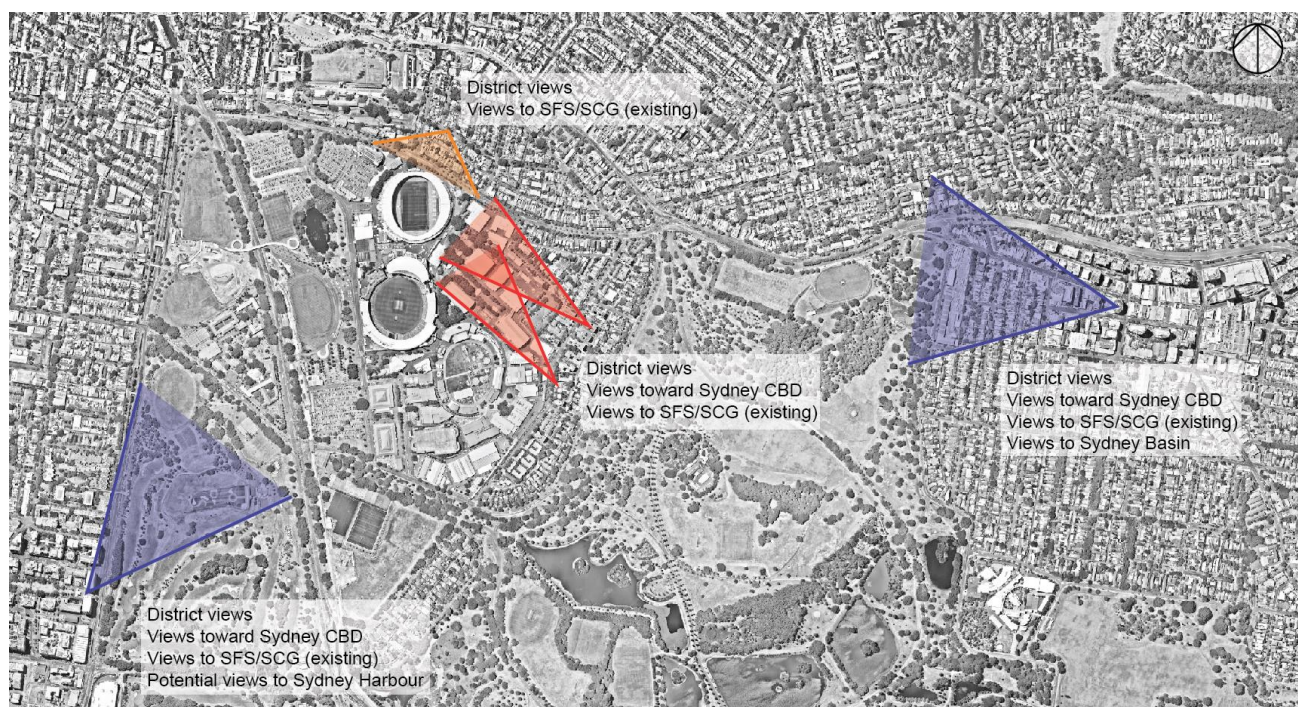 District views
Views to SFS/SCG (existing)
District views
Views toward Sydney CBD
Views to SFS/SCG (existing)
District views
Views toward Sydney CBD
Views to SFS/SCG (existing)
Views to Sydney Basin
District views
Views toward Sydney CBD
Views to SFS/SCG (existing)
Potential views to Sydney Harbour